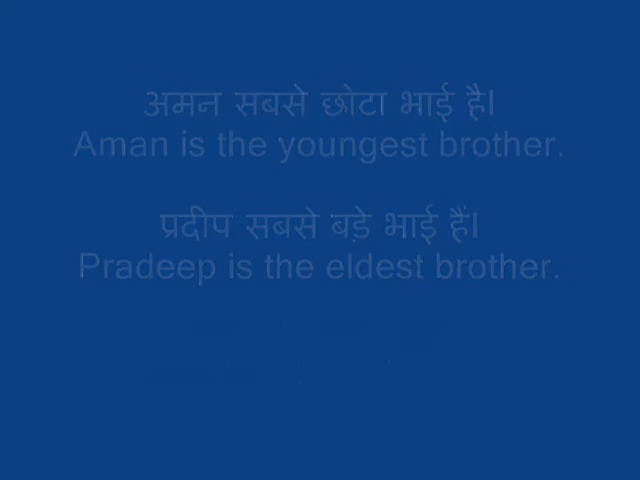 अमन सबसे छोटा भाई है।
Aman is the youngest brother.
प्रदीप सबसे बड़े भाई हैं।
Pradeep is the eldest brother.